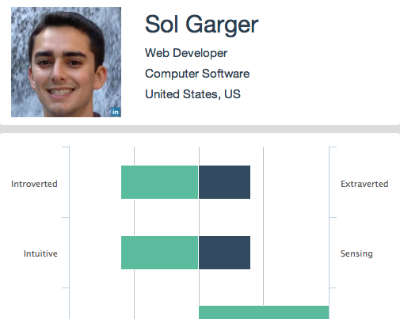 Sol Garger
Web Developer
Computer Software
United States, US
in
Introverted Extraverted
Intuitive Sensing